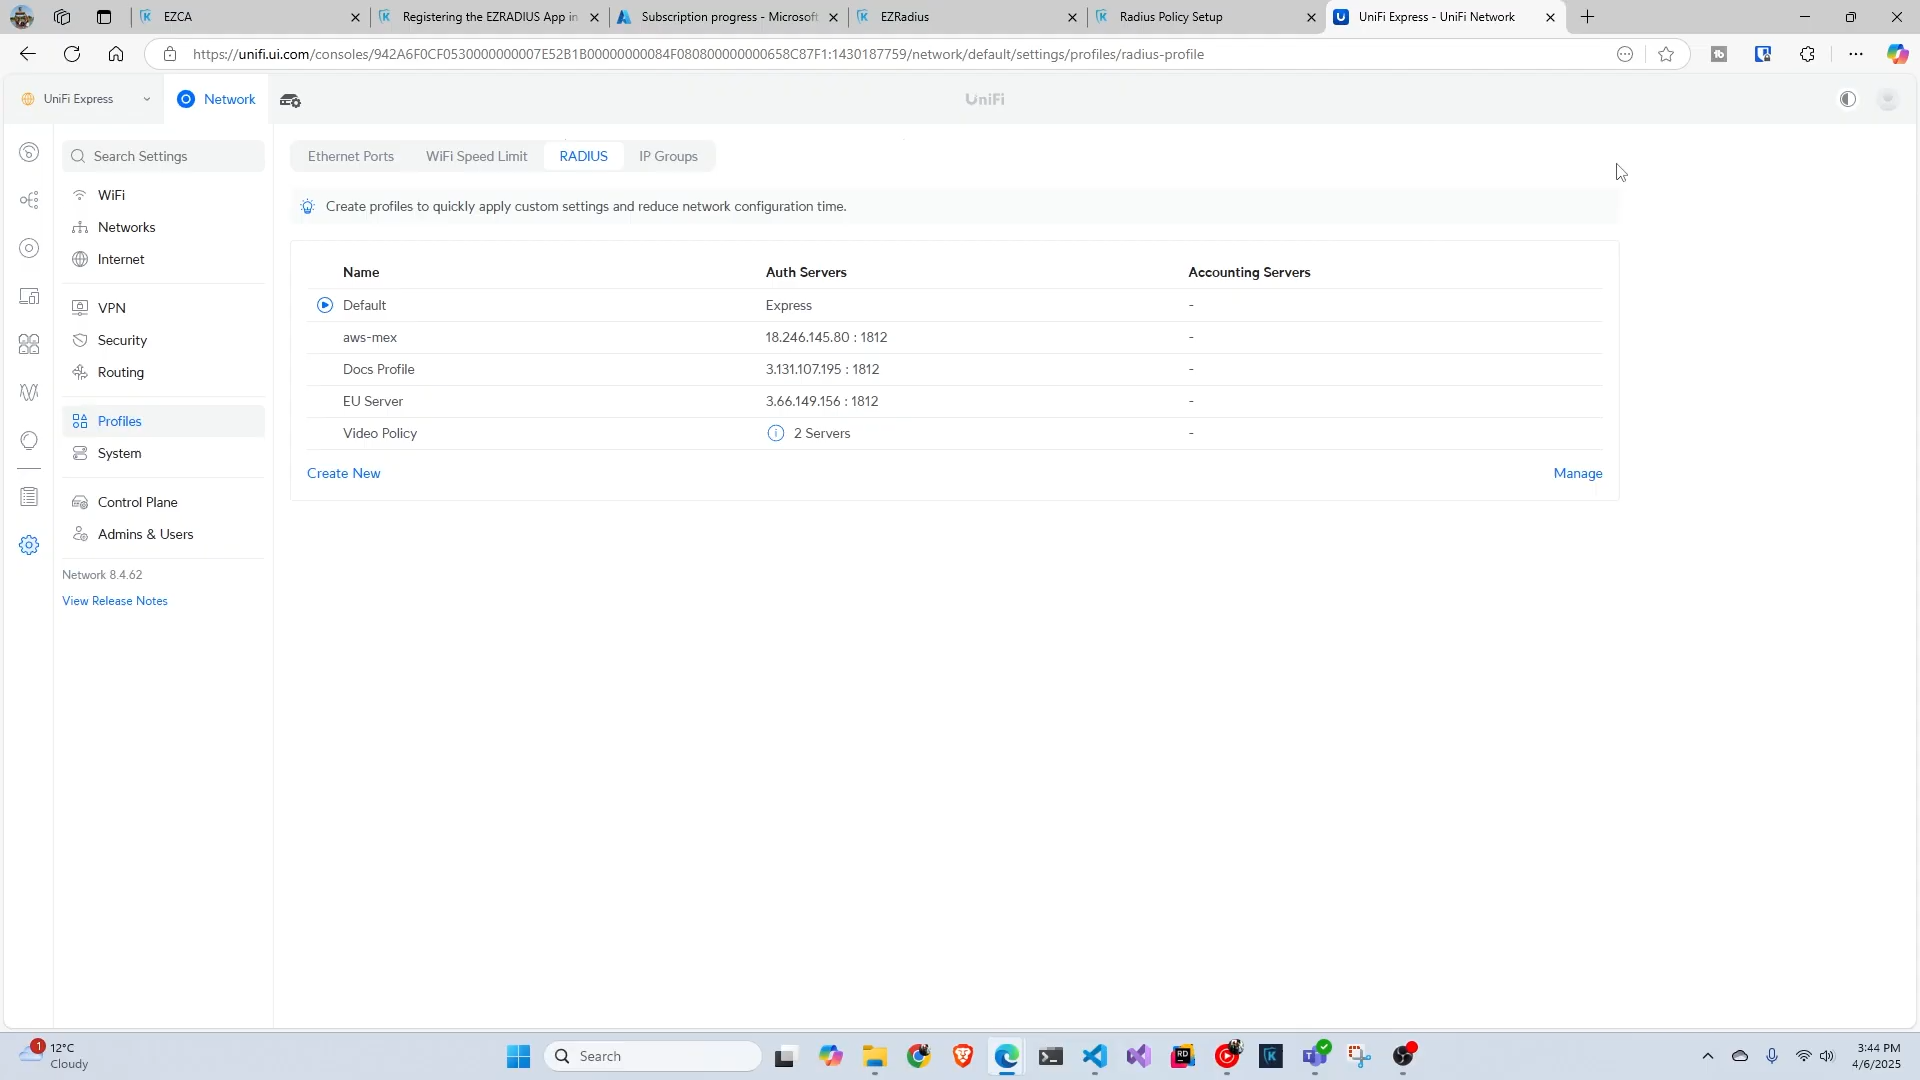 EZCA
Registering the EZRADIUS App in
Subscription progress - Microsoft
EZRadius
Radius Policy Setup
UniFi Express - UniFi Network
https://unifi.ui.com/consoles/942A6F0CF0530000000007E52B1B00000000084F080800000000658C87F1:1430187759/network/default/settings/profiles/radius-profile
UniFi Express
Network
UniFi
Search Settings
WiFi
Networks
Internet
VPN
Security
Routing
Profiles
System
Control Plane
Admins & Users
Network 8.4.62
View Release Notes
Ethernet Ports
WiFi Speed Limit
RADIUS
IP Groups
Create profiles to quickly apply custom settings and reduce network configuration time.
Name Auth Servers Accounting Servers
Default Express -
aws-mex 18.246.145.80 : 1812 -
Docs Profile 3.131.107.195 : 1812 -
EU Server 3.66.149.156 : 1812 -
Video Policy 2 Servers -
Create New
Manage
1
12°C
Cloudy
Search
3:44 PM
4/6/2025